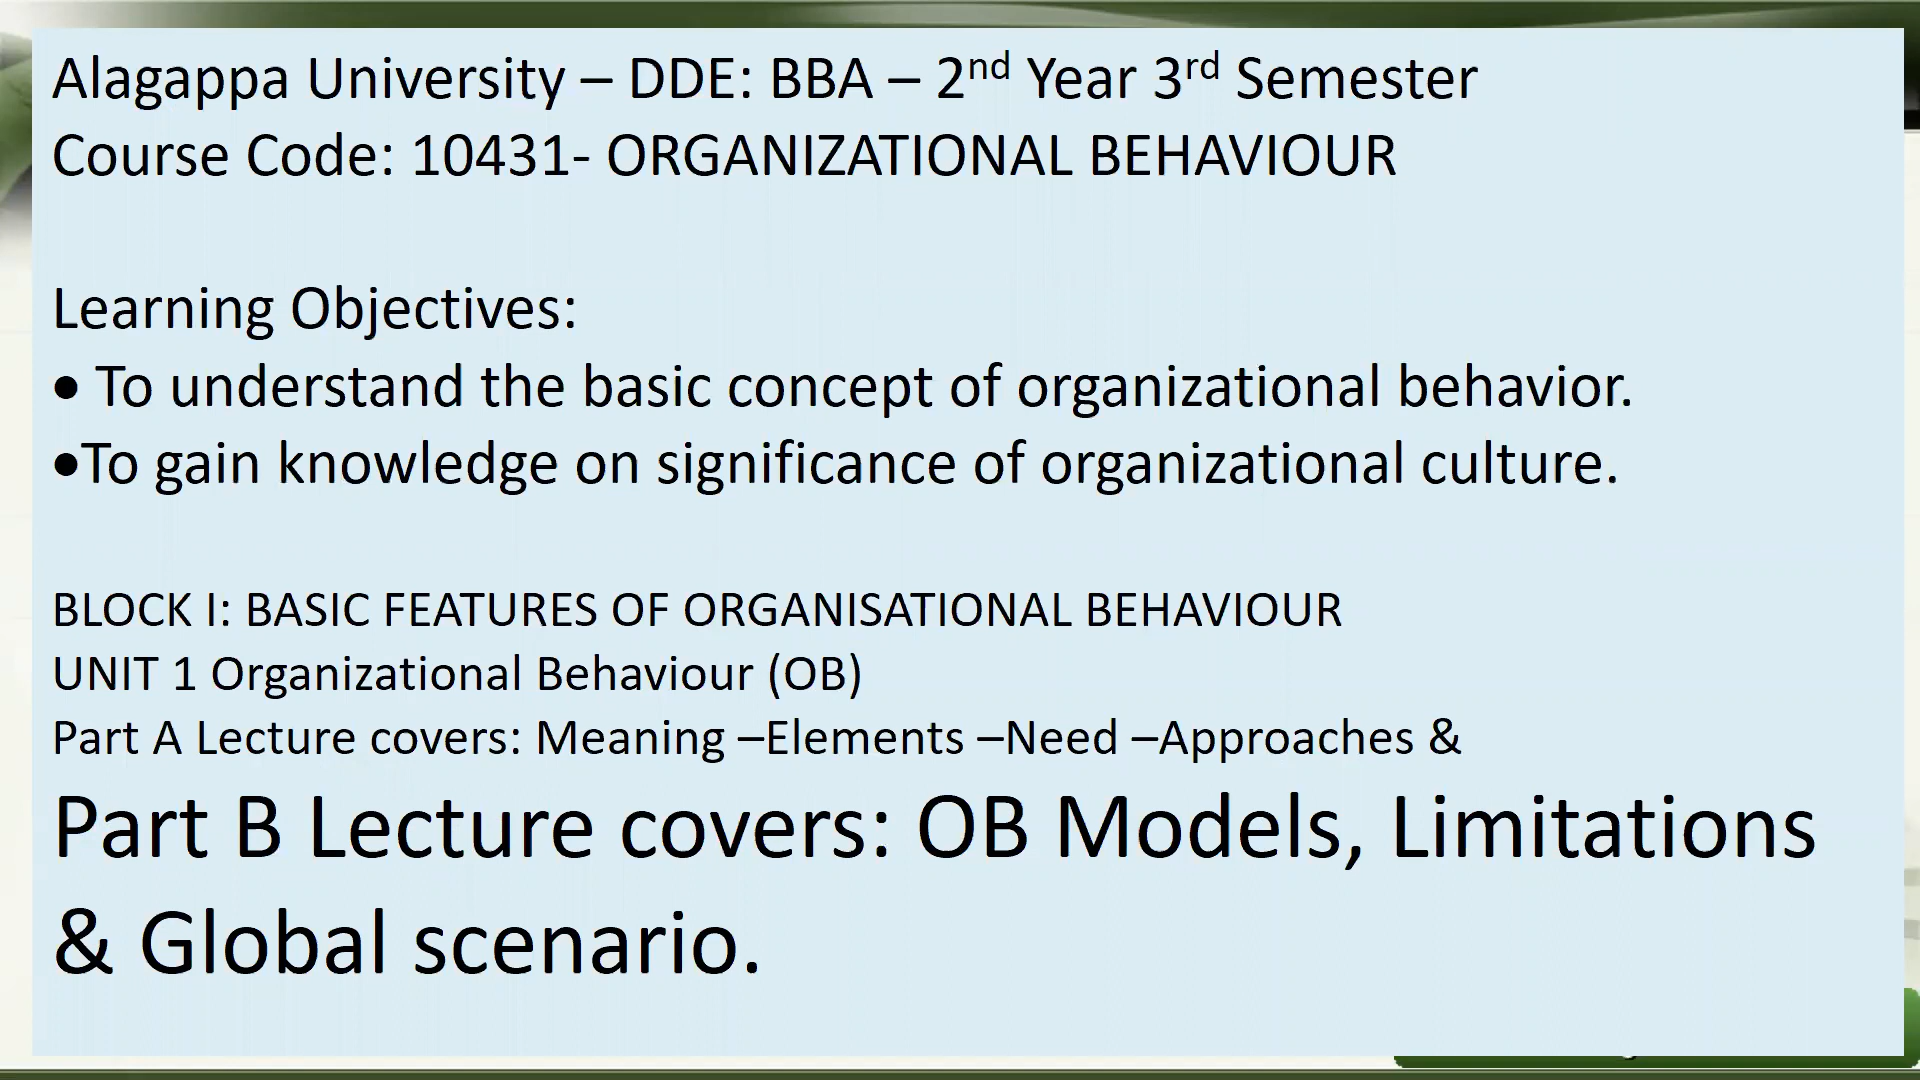 Alagappa University – DDE: BBA – 2nd Year 3rd Semester
Course Code: 10431- ORGANIZATIONAL BEHAVIOUR
Learning Objectives:
• To understand the basic concept of organizational behavior.
•To gain knowledge on significance of organizational culture.
BLOCK I: BASIC FEATURES OF ORGANISATIONAL BEHAVIOUR
UNIT 1 Organizational Behaviour (OB)
Part A Lecture covers: Meaning –Elements –Need –Approaches &
Part B Lecture covers: OB Models, Limitations
& Global scenario.